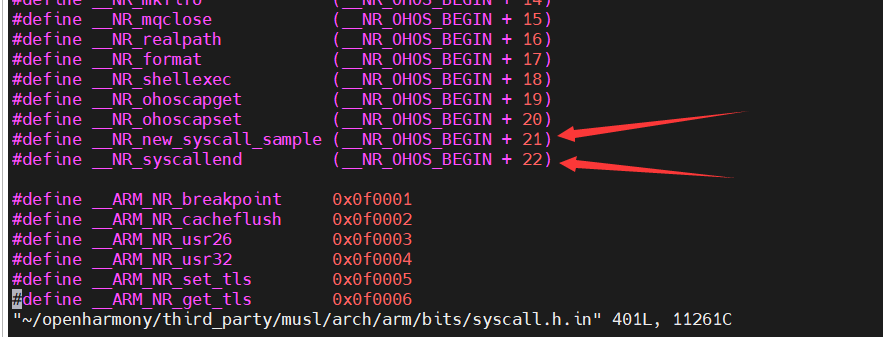 #define __NR_mkfifo (__NR_OHOS_BEGIN + 14)
#define __NR_mqclose (__NR_OHOS_BEGIN + 15)
#define __NR_realpath (__NR_OHOS_BEGIN + 16)
#define __NR_format (__NR_OHOS_BEGIN + 17)
#define __NR_shellexec (__NR_OHOS_BEGIN + 18)
#define __NR_ohoscapget (__NR_OHOS_BEGIN + 19)
#define __NR_ohoscapset (__NR_OHOS_BEGIN + 20)
#define __NR_new_syscall_sample (__NR_OHOS_BEGIN + 21)
#define __NR_syscallend (__NR_OHOS_BEGIN + 22)
#define __ARM_NR_breakpoint 0x0f0001
#define __ARM_NR_cacheflush 0x0f0002
#define __ARM_NR_usr26 0x0f0003
#define __ARM_NR_usr32 0x0f0004
#define __ARM_NR_set_tls 0x0f0005
#define __ARM_NR_get_tls 0x0f0006
"~/openharmony/third_party/musl/arch/arm/bits/syscall.h.in" 401L, 11261C